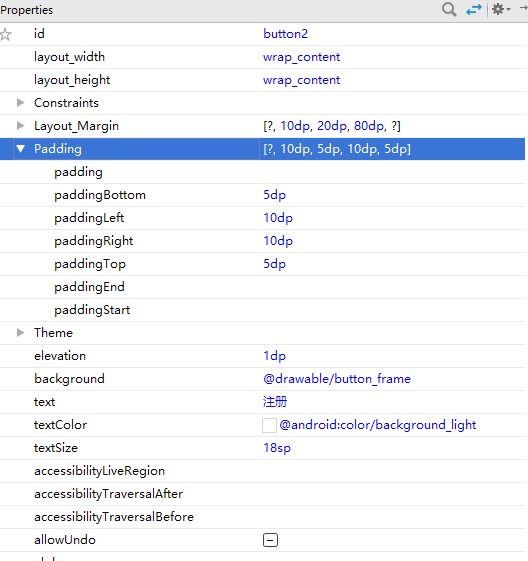 Properties
id button2
layout_width wrap_content
layout_height wrap_content
Constraints
Layout_Margin [?, 10dp, 20dp, 80dp, ?]
Padding [?, 10dp, 5dp, 10dp, 5dp]
padding
paddingBottom 5dp
paddingLeft 10dp
paddingRight 10dp
paddingTop 5dp
paddingEnd
paddingStart
Theme
elevation 1dp
background @drawable/button_frame
text 注册
textColor @android:color/background_light
textSize 18sp
accessibilityLiveRegion
accessibilityTraversalAfter
accessibilityTraversalBefore
allowUndo